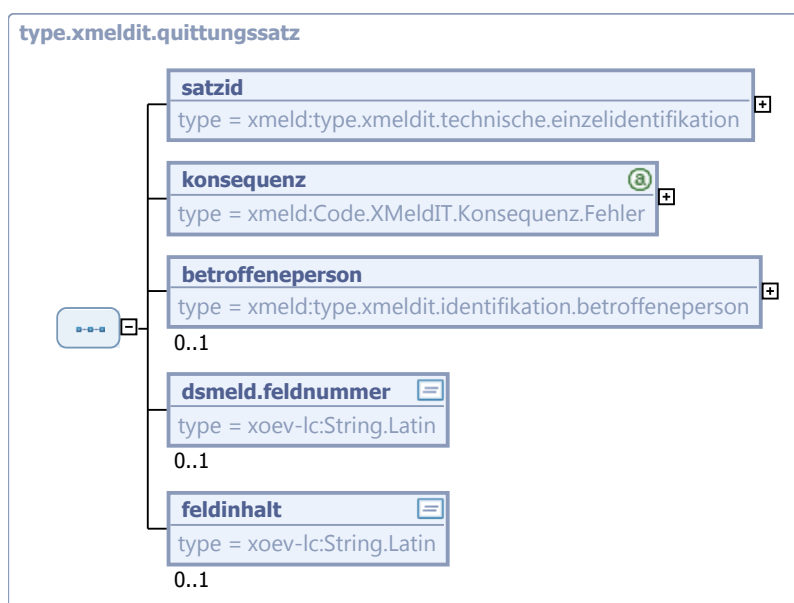 type.xmeldit.quittungssatz
satzid
type = xmeld:type.xmeldit.technische.einzelidentifikation
konsequenz
type = xmeld:Code.XMeldIT.Konsequenz.Fehler
betroffeneperson
type = xmeld:type.xmeldit.identifikation.betroffeneperson
0..1
dsmeld.feldnummer
type = xoev-lc:String.Latin
0..1
feldinhalt
type = xoev-lc:String.Latin
0..1